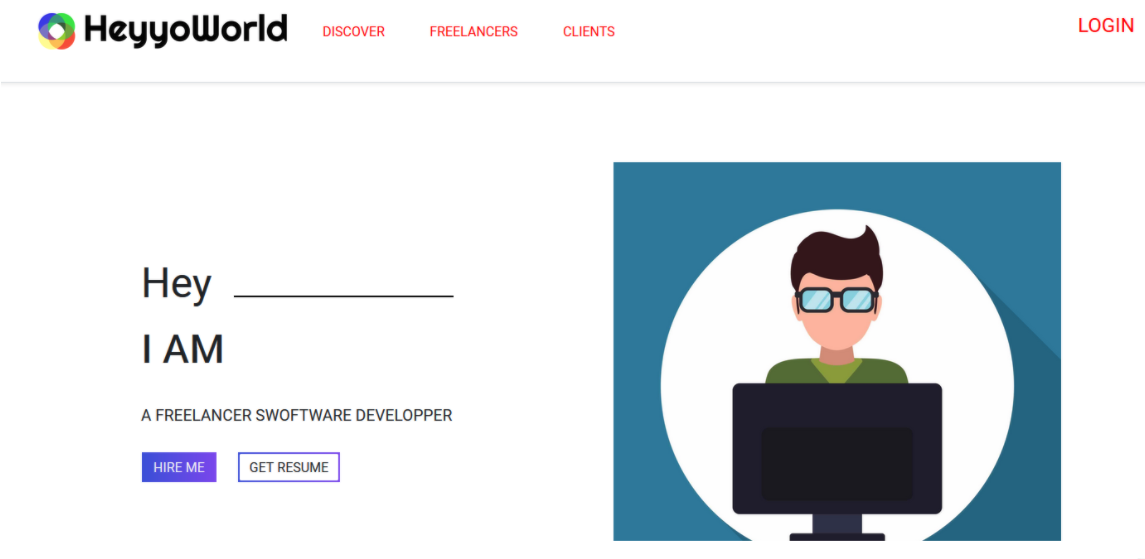 HeyyoWorld DISCOVER FREELANCERS CLIENTS LOGIN
Hey
I AM
A FREELANCER SWOFTWARE DEVELOPPER
HIRE ME GET RESUME